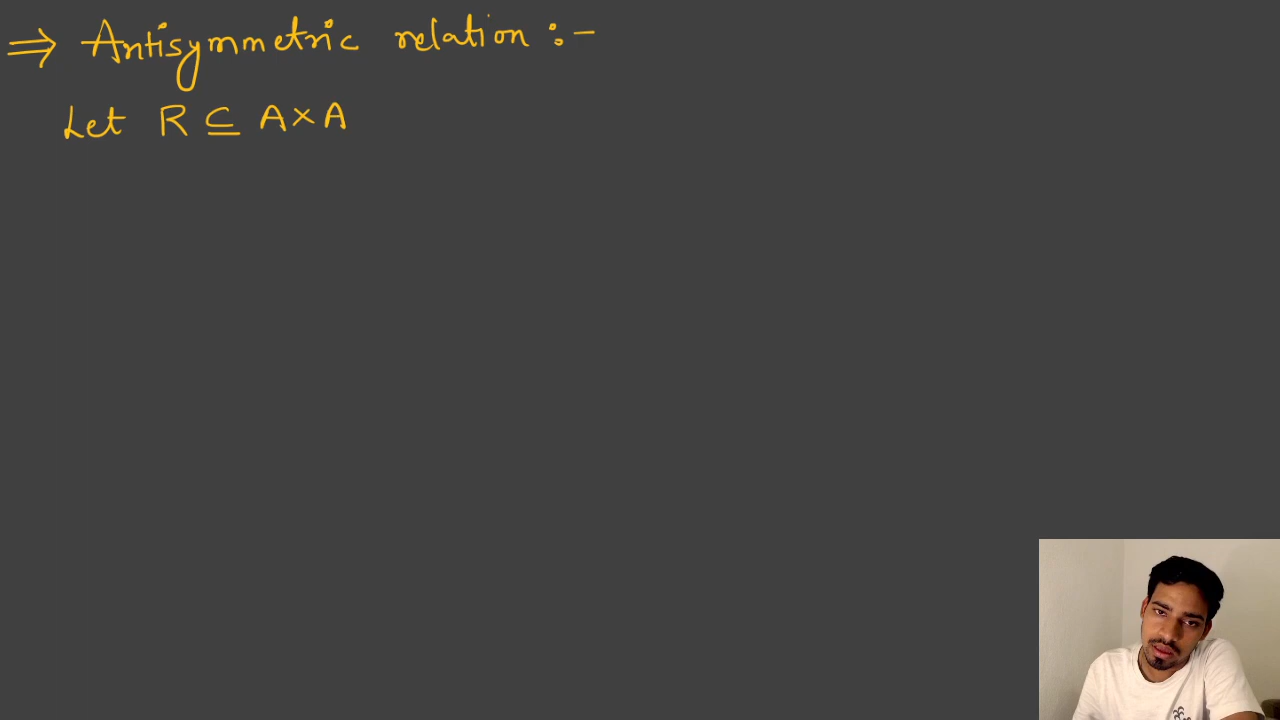 ⇒ Antisymmetric relation :-
Let R ⊆ A×A